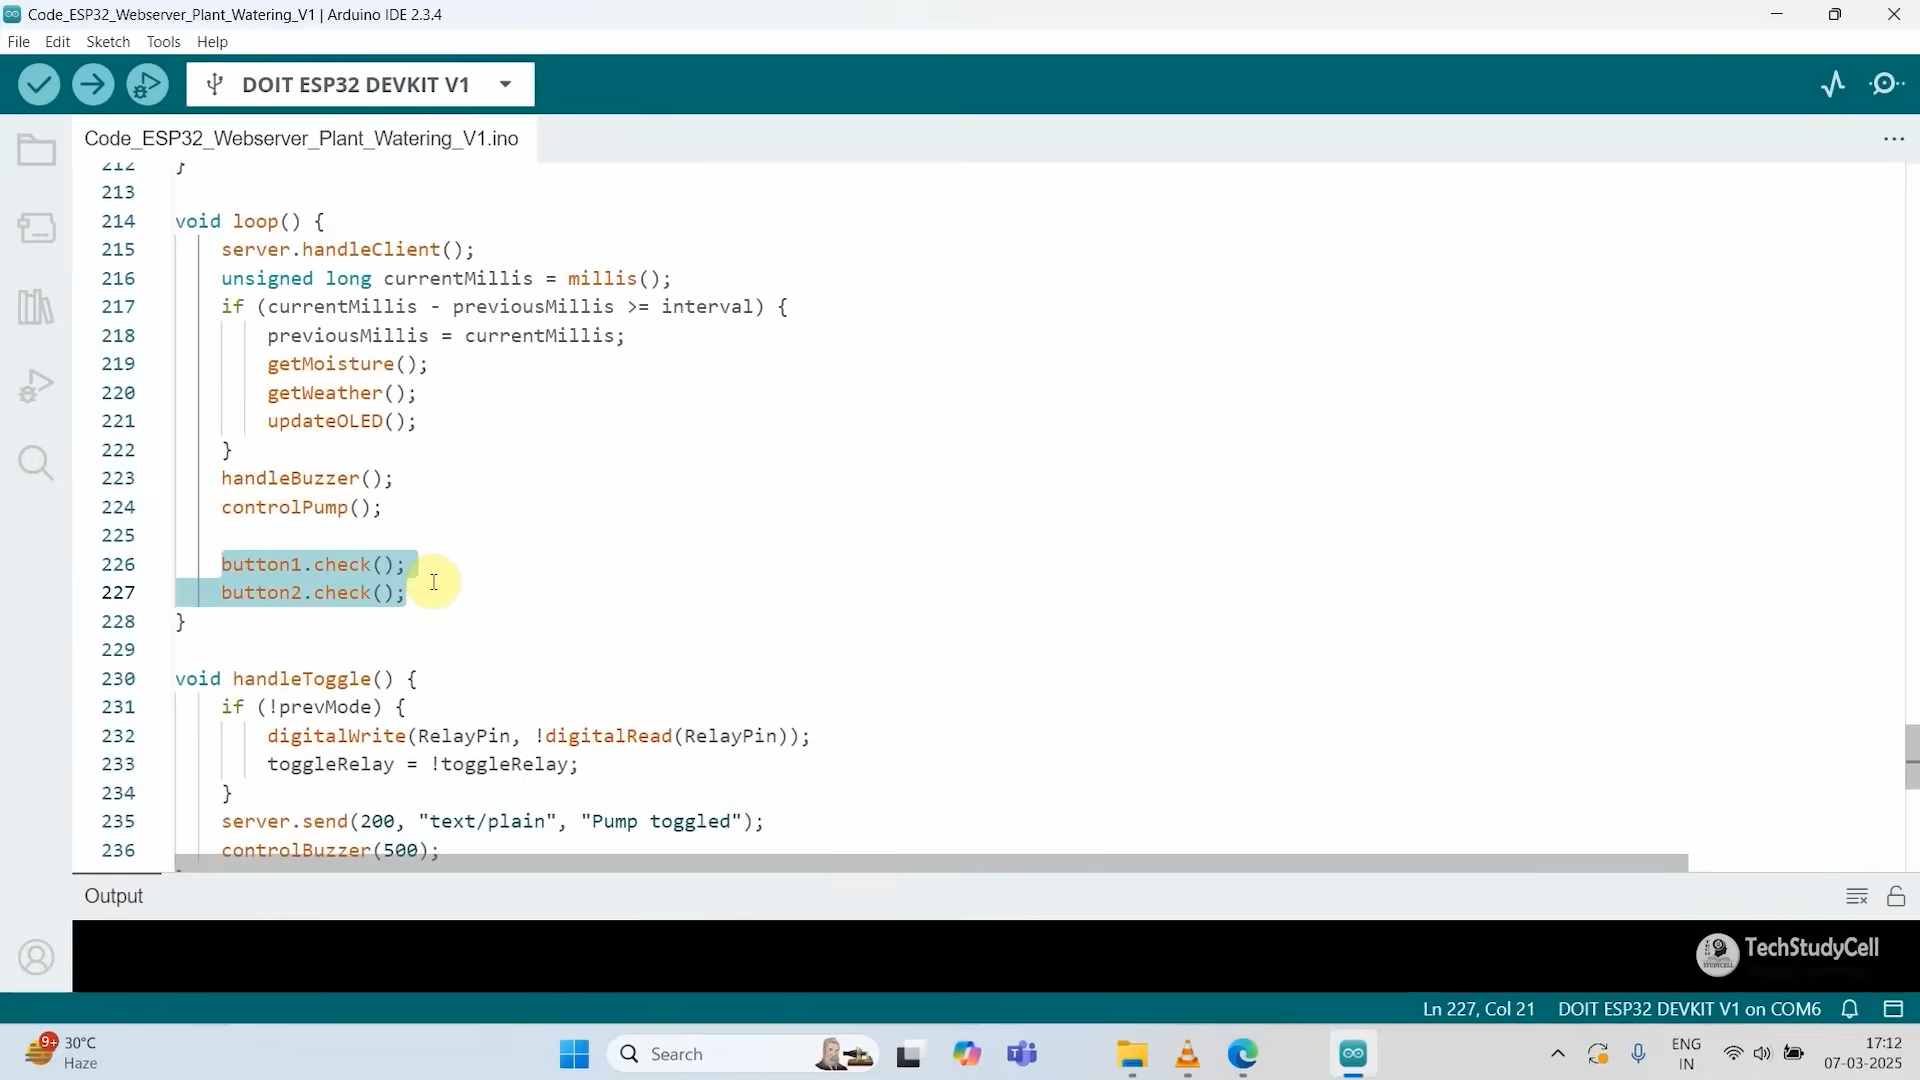 Code_ESP32_Webserver_Plant_Watering_V1 | Arduino IDE 2.3.4
File Edit Sketch Tools Help
DOIT ESP32 DEVKIT V1
Code_ESP32_Webserver_Plant_Watering_V1.ino
212 }
213
214 void loop() {
215 server.handleClient();
216 unsigned long currentMillis = millis();
217 if (currentMillis - previousMillis >= interval) {
218 previousMillis = currentMillis;
219 getMoisture();
220 getWeather();
221 updateOLED();
222 }
223 handleBuzzer();
224 controlPump();
225
226 button1.check();
227 button2.check();
228 }
229
230 void handleToggle() {
231 if (!prevMode) {
232 digitalWrite(RelayPin, !digitalRead(RelayPin));
233 toggleRelay = !toggleRelay;
234 }
235 server.send(200, "text/plain", "Pump toggled");
236 controlBuzzer(500);
Output
TechStudyCell
Ln 227, Col 21 DOIT ESP32 DEVKIT V1 on COM6
9+ 30°C
Haze
Search
ENG
IN
17:12
07-03-2025